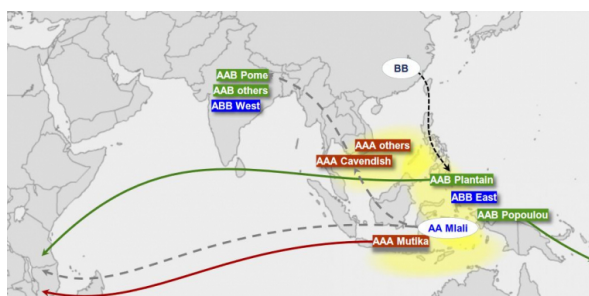 BB
AAB Pome
AAB others
ABB West
AAA others
AAA Cavendish
AAB Plantain
ABB East
AAB Popoulou
AA Mlali
AAA Mutika